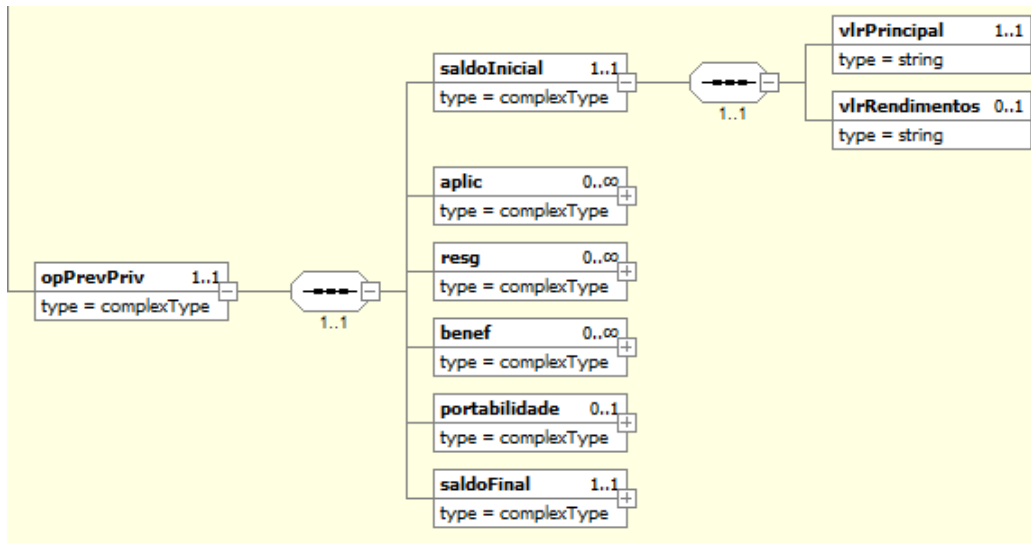 vlrPrincipal 1..1
type = string
saldoInicial 1..1
type = complexType
1..1
vlrRendimentos 0..1
type = string
aplic 0..∞
type = complexType
resg 0..∞
type = complexType
opPrevPriv 1..1
type = complexType
1..1
benef 0..∞
type = complexType
portabilidade 0..1
type = complexType
saldoFinal 1..1
type = complexType